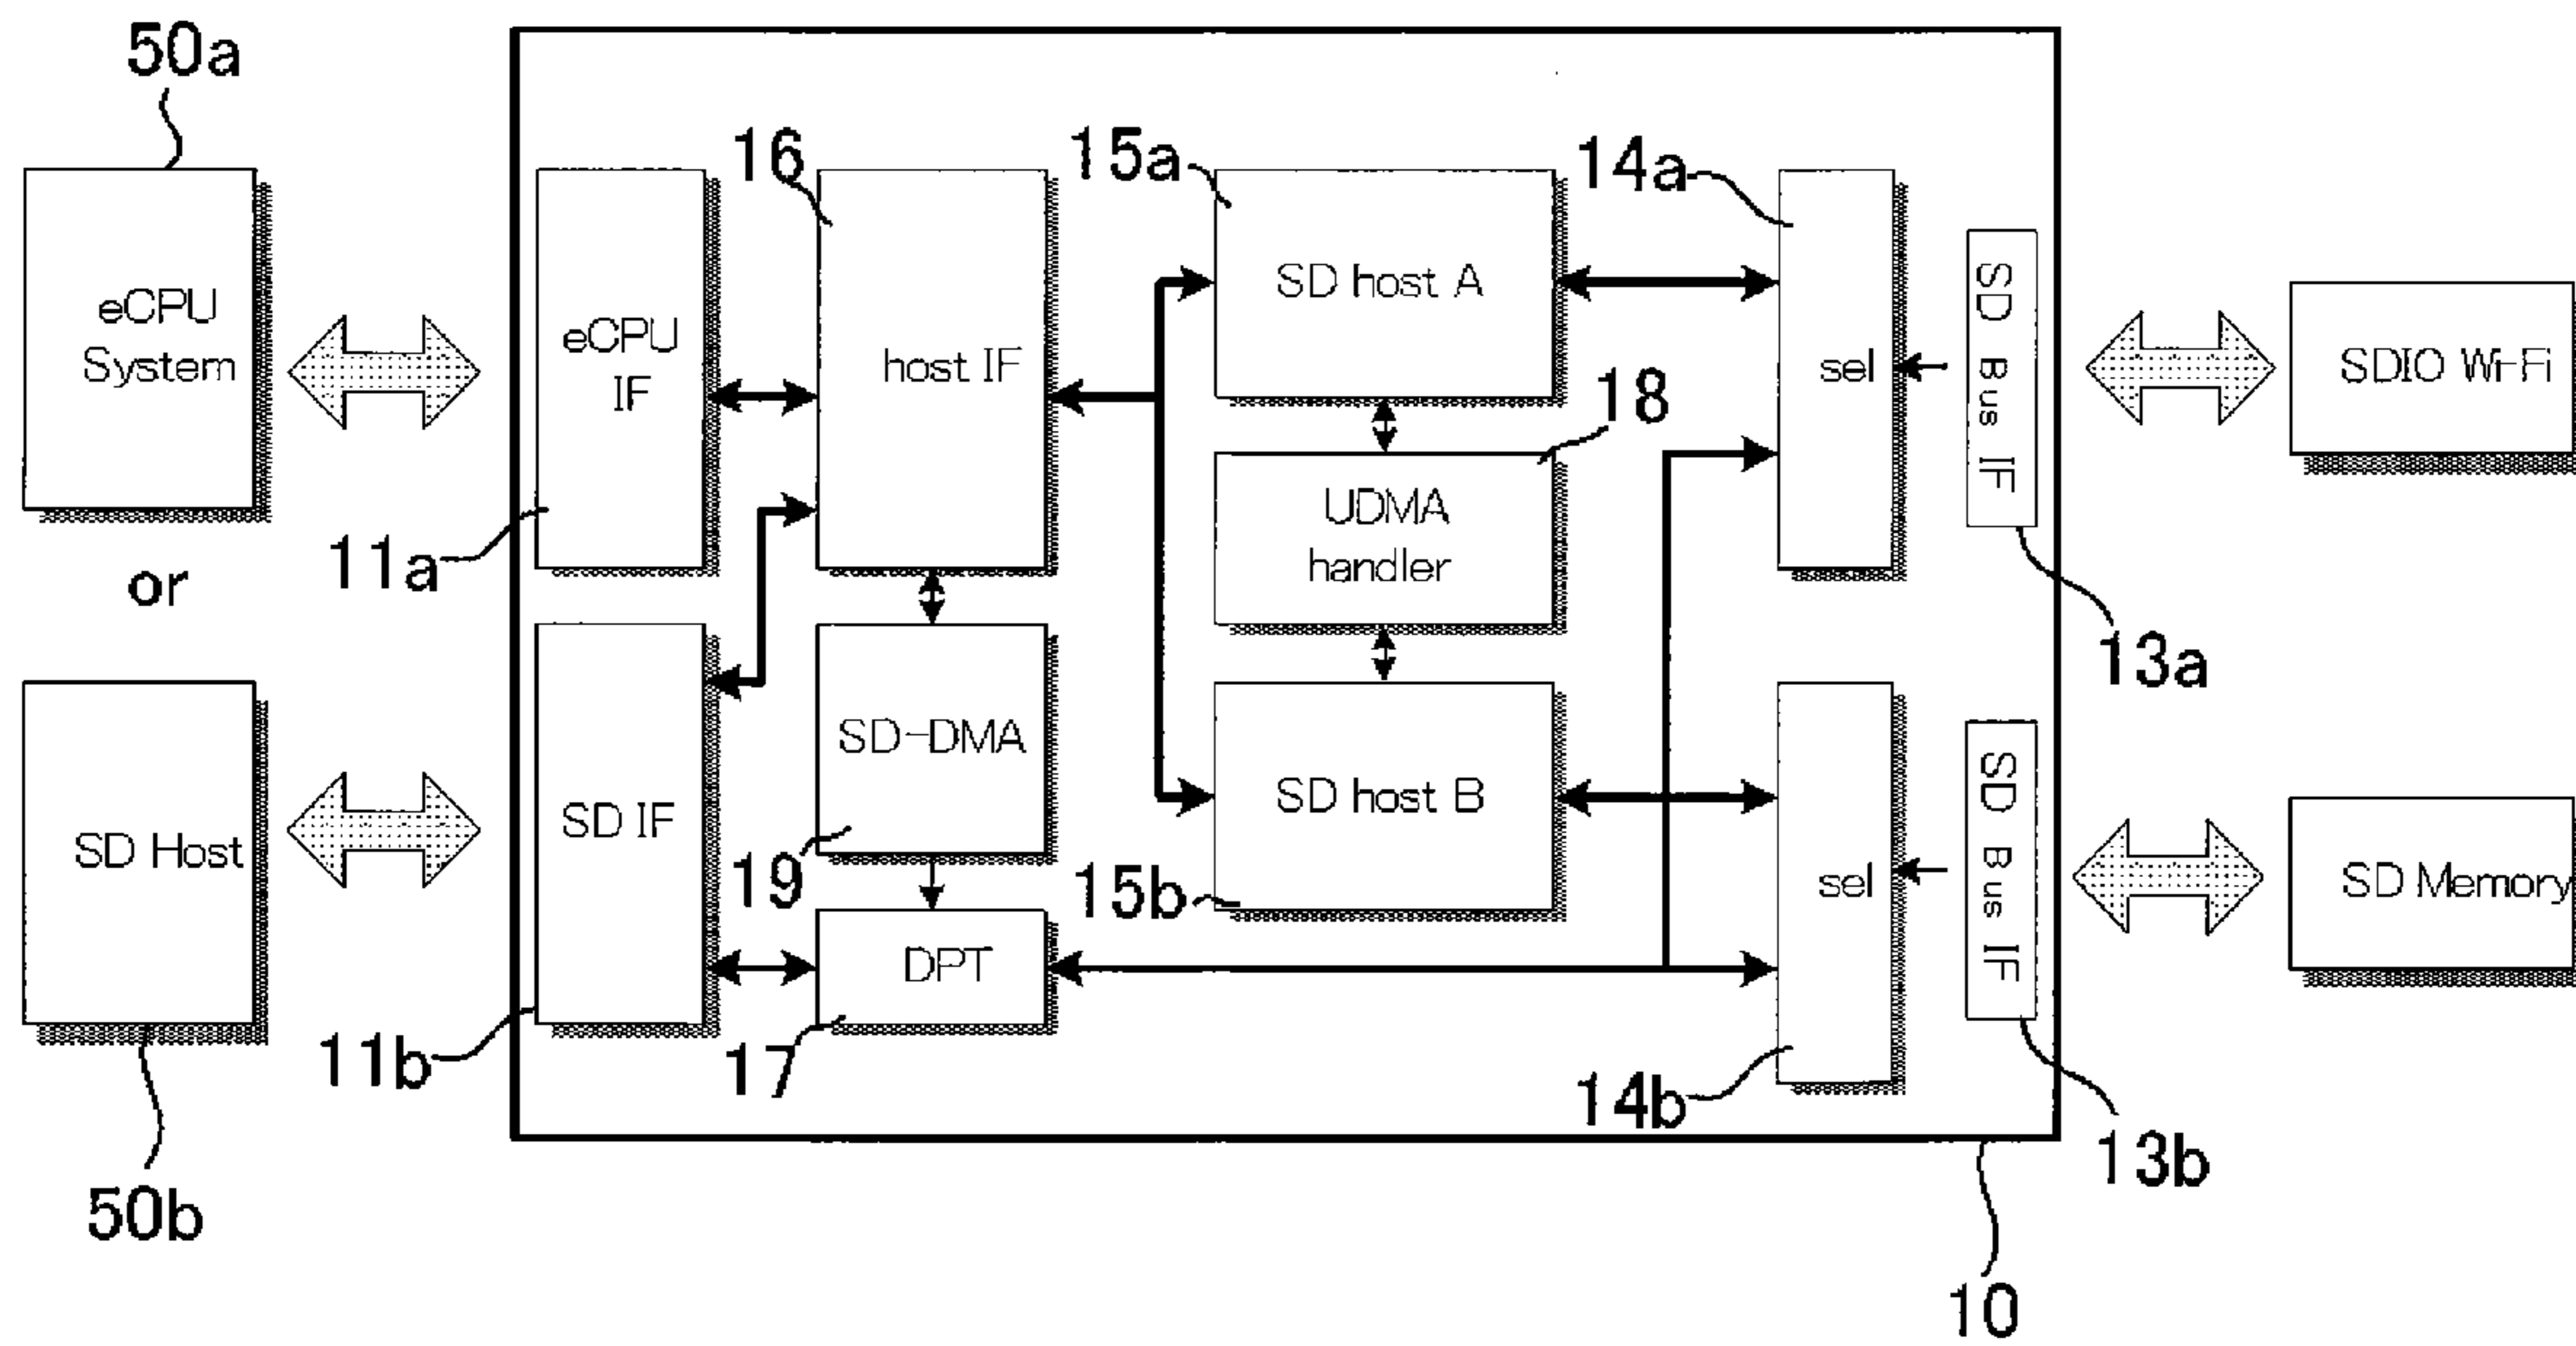 50a
16
15a
14a
eCPU
System
eCPU
IF
host IF
SD host A
sel
SD Bus IF
SDIO Wi-Fi
18
UDMA
handler
11a
or
13a
SD Host
SD IF
SD-DMA
SD host B
sel
SD Bus IF
SD Memory
19
15b
DPT
11b
17
14b
13b
50b
10